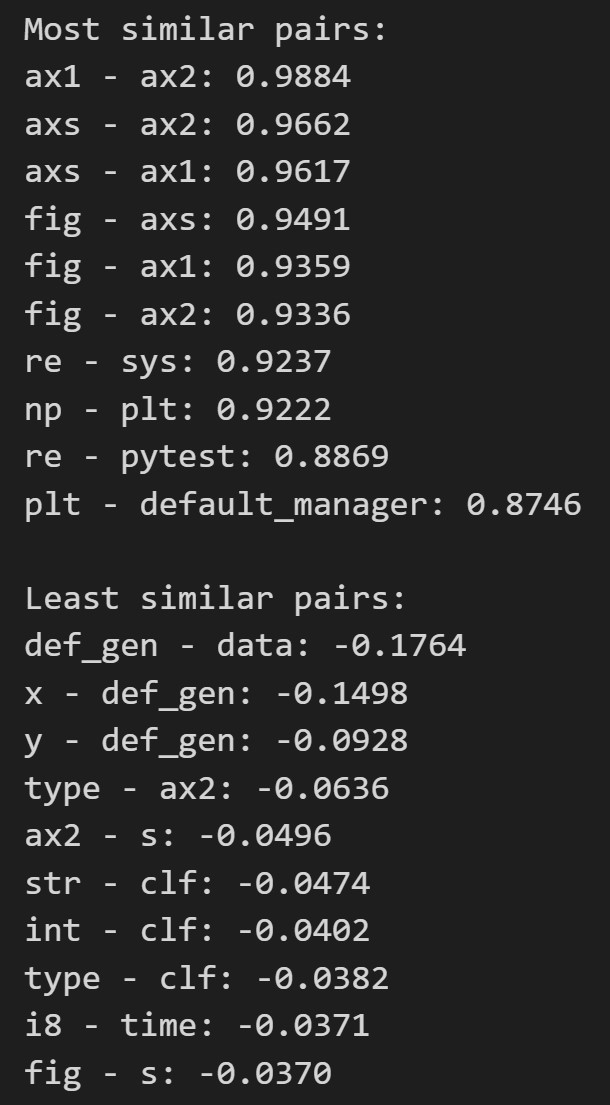 Most similar pairs:
ax1 - ax2: 0.9884
axs - ax2: 0.9662
axs - ax1: 0.9617
fig - axs: 0.9491
fig - ax1: 0.9359
fig - ax2: 0.9336
re - sys: 0.9237
np - plt: 0.9222
re - pytest: 0.8869
plt - default_manager: 0.8746
Least similar pairs:
def_gen - data: -0.1764
x - def_gen: -0.1498
y - def_gen: -0.0928
type - ax2: -0.0636
ax2 - s: -0.0496
str - clf: -0.0474
int - clf: -0.0402
type - clf: -0.0382
i8 - time: -0.0371
fig - s: -0.0370